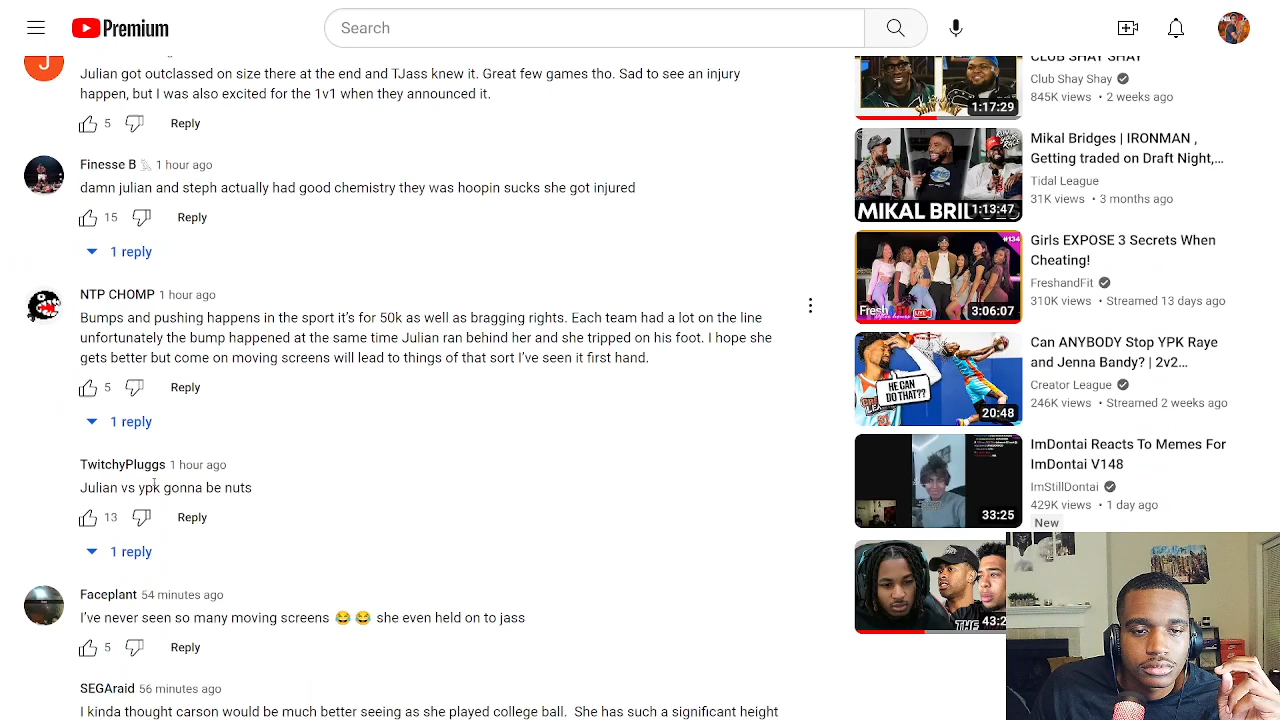 Premium
Search
Julian got outclassed on size time at the end and TJass knew it. Great few games tho. Sad to see an injury
happen, but I was also excited for the 1v1 when they announced it.
5
Reply
Finesse B 1 hour ago
damn julian and steph actually had good chemistry they was hoopin sucks she got injured
15
Reply
1 reply
NTP CHOMP 1 hour ago
Bumps and pushing happens in the sport it's for 50k as well as bragging rights. Each team had a lot on the line
unfortunately the bump happened at the same time Julian ran behind her and she tripped on his foot. I hope she
gets better but come on moving screens will lead to things of that sort I've seen it first hand.
5
Reply
1 reply
TwitchyPluggs 1 hour ago
Julian vs ypk gonna be nuts
13
Reply
1 reply
Faceplant 54 minutes ago
I've never seen so many moving screens 😂 😂 she even held on to jass
5
Reply
SEGAraid 56 minutes ago
I kinda thought carson would be much better seeing as she played college ball. She has such a significant height
CLUB SHAY SHAY
Club Shay Shay
845K views • 2 weeks ago
1:17:29
Mikal Bridges | IRONMAN ,
Getting traded on Draft Night,…
Tidal League
31K views • 3 months ago
MIKAL BRI
1:13:47
Girls EXPOSE 3 Secrets When
Cheating!
FreshandFit
310K views • Streamed 13 days ago
#134
Fresh
LIVE
3:06:07
Can ANYBODY Stop YPK Raye
and Jenna Bandy? | 2v2…
Creator League
246K views • Streamed 2 weeks ago
HE CAN
DO THAT??
20:48
ImDontai Reacts To Memes For
ImDontai V148
ImStillDontai
429K views • 1 day ago
New
33:25
THE
43:2